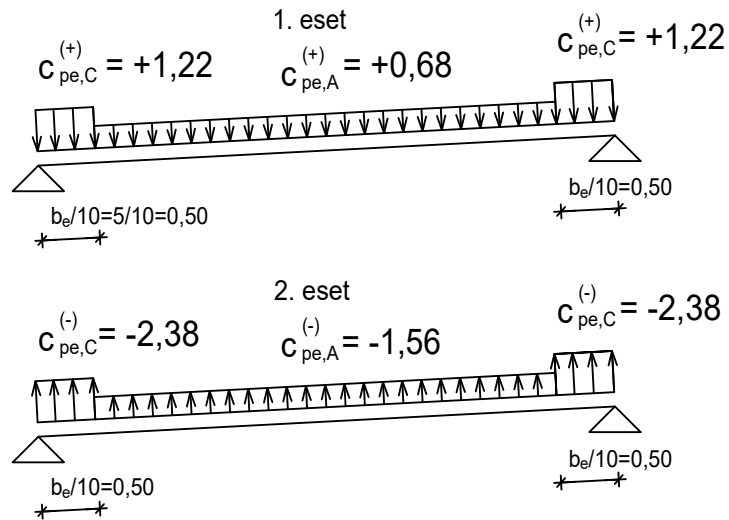 1. eset
c pe,C (+) = +1,22
c pe,A (+) = +0,68
c pe,C (+) = +1,22
be/10=5/10=0,50
be/10=0,50
2. eset
c pe,C (-) = -2,38
c pe,A (-) = -1,56
c pe,C (-) = -2,38
be/10=0,50
be/10=0,50